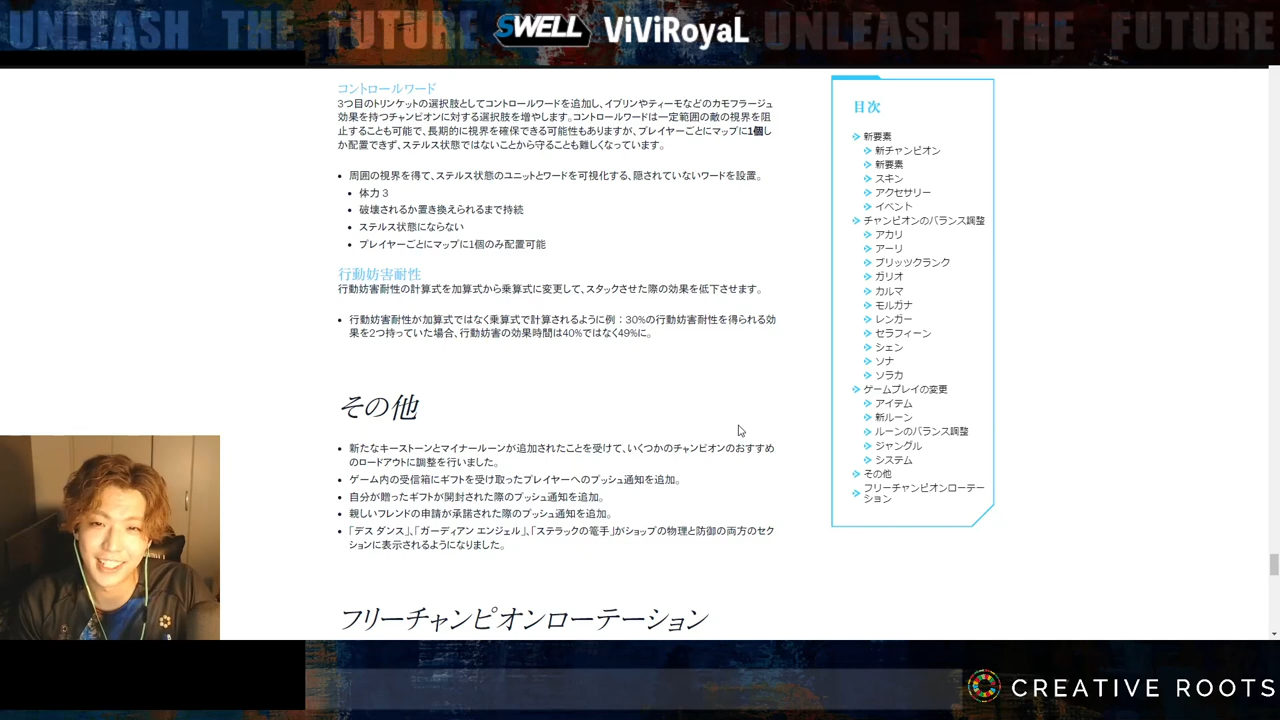 UNLEASH THE FUTURE
SWELL ViViRoyaL
UNLEASH THE FUTUR
コントロールワード
3つ目のトリンケットの選択肢としてコントロールワードを追加し、イブリンやティーモなどのカモフラージュ
効果を持つチャンピオンに対する選択肢を増やします。コントロールワードは一定範囲の敵の視界を阻
止することも可能で、長期的に視界を確保できる可能性もありますが、プレイヤーごとにマップに1個し
か配置できず、ステルス状態ではないことから守ることも難しくなっています。
• 周囲の視界を得て、ステルス状態のユニットとワードを可視化する、隠されていないワードを設置。
• 体力 3
• 破壊されるか置き換えられるまで持続
• ステルス状態にならない
• プレイヤーごとにマップに1個のみ配置可能
行動妨害耐性
行動妨害耐性の計算式を加算式から乗算式に変更して、スタックさせた際の効果を低下させます。
• 行動妨害耐性が加算式ではなく乗算式で計算されるように例：30%の行動妨害耐性を得られる効
果を2つ持っていた場合、行動妨害の効果時間は40%ではなく49%に。
その他
• 新たなキーストーンとマイナールーンが追加されたことを受けて、いくつかのチャンピオンのおすすめ
のロードアウトに調整を行いました。
• ゲーム内の受信箱にギフトを受け取ったプレイヤーへのプッシュ通知を追加。
• 自分が贈ったギフトが開封された際のプッシュ通知を追加。
• 親しいフレンドの申請が承諾された際のプッシュ通知を追加。
• 「デス ダンス」、「ガーディアン エンジェル」、「ステラックの篭手」がショップの物理と防御の両方のセク
ションに表示されるようになりました。
フリーチャンピオンローテーション
目次
新要素
新チャンピオン
新要素
スキン
アクセサリー
イベント
チャンピオンのバランス調整
アカリ
アーリ
ブリッツクランク
ガリオ
カルマ
モルガナ
レンガー
セラフィーン
シェン
ソナ
ソラカ
ゲームプレイの変更
アイテム
新ルーン
ルーンのバランス調整
ジャングル
システム
その他
フリーチャンピオンローテー
ション
CREATIVE ROOTS